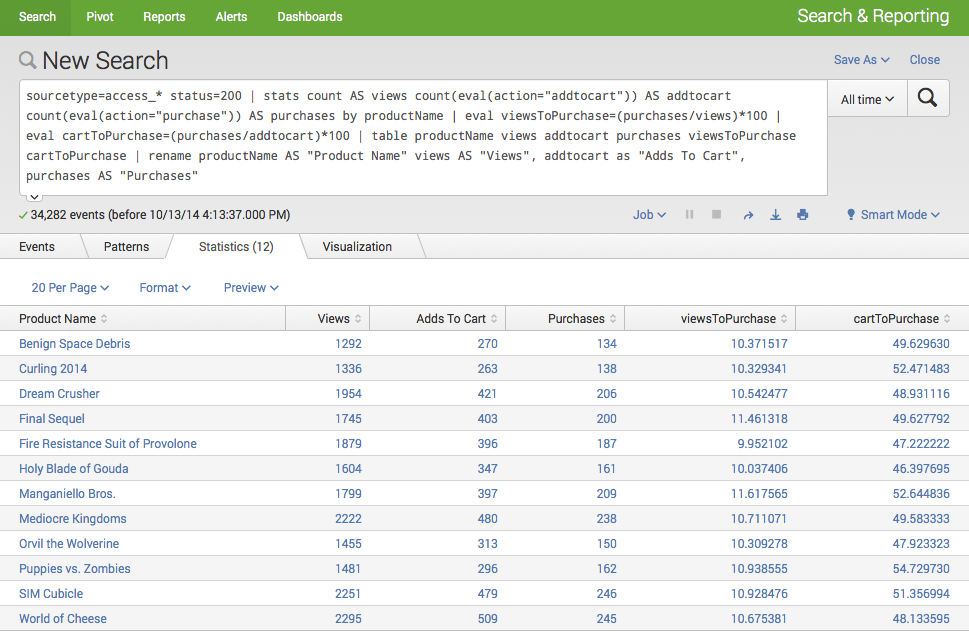 Search Pivot Reports Alerts Dashboards Search & Reporting
New Search Save As Close
sourcetype=access_* status=200 | stats count AS views count(eval(action="addtocart")) AS addtocart
count(eval(action="purchase")) AS purchases by productName | eval viewsToPurchase=(purchases/views)*100 |
eval cartToPurchase=(purchases/addtocart)*100 | table productName views addtocart purchases viewsToPurchase
cartToPurchase | rename productName AS "Product Name" views AS "Views", addtocart as "Adds To Cart",
purchases AS "Purchases"
All time
34,282 events (before 10/13/14 4:13:37.000 PM) Job Smart Mode
Events Patterns Statistics (12) Visualization
20 Per Page Format Preview
Product Name Views Adds To Cart Purchases viewsToPurchase cartToPurchase
Benign Space Debris 1292 270 134 10.371517 49.629630
Curling 2014 1336 263 138 10.329341 52.471483
Dream Crusher 1954 421 206 10.542477 48.931116
Final Sequel 1745 403 200 11.461318 49.627792
Fire Resistance Suit of Provolone 1879 396 187 9.952102 47.222222
Holy Blade of Gouda 1604 347 161 10.037406 46.397695
Manganiello Bros. 1799 397 209 11.617565 52.644836
Mediocre Kingdoms 2222 480 238 10.711071 49.583333
Orvil the Wolverine 1455 313 150 10.309278 47.923323
Puppies vs. Zombies 1481 296 162 10.938555 54.729730
SIM Cubicle 2251 479 246 10.928476 51.356994
World of Cheese 2295 509 245 10.675381 48.133595